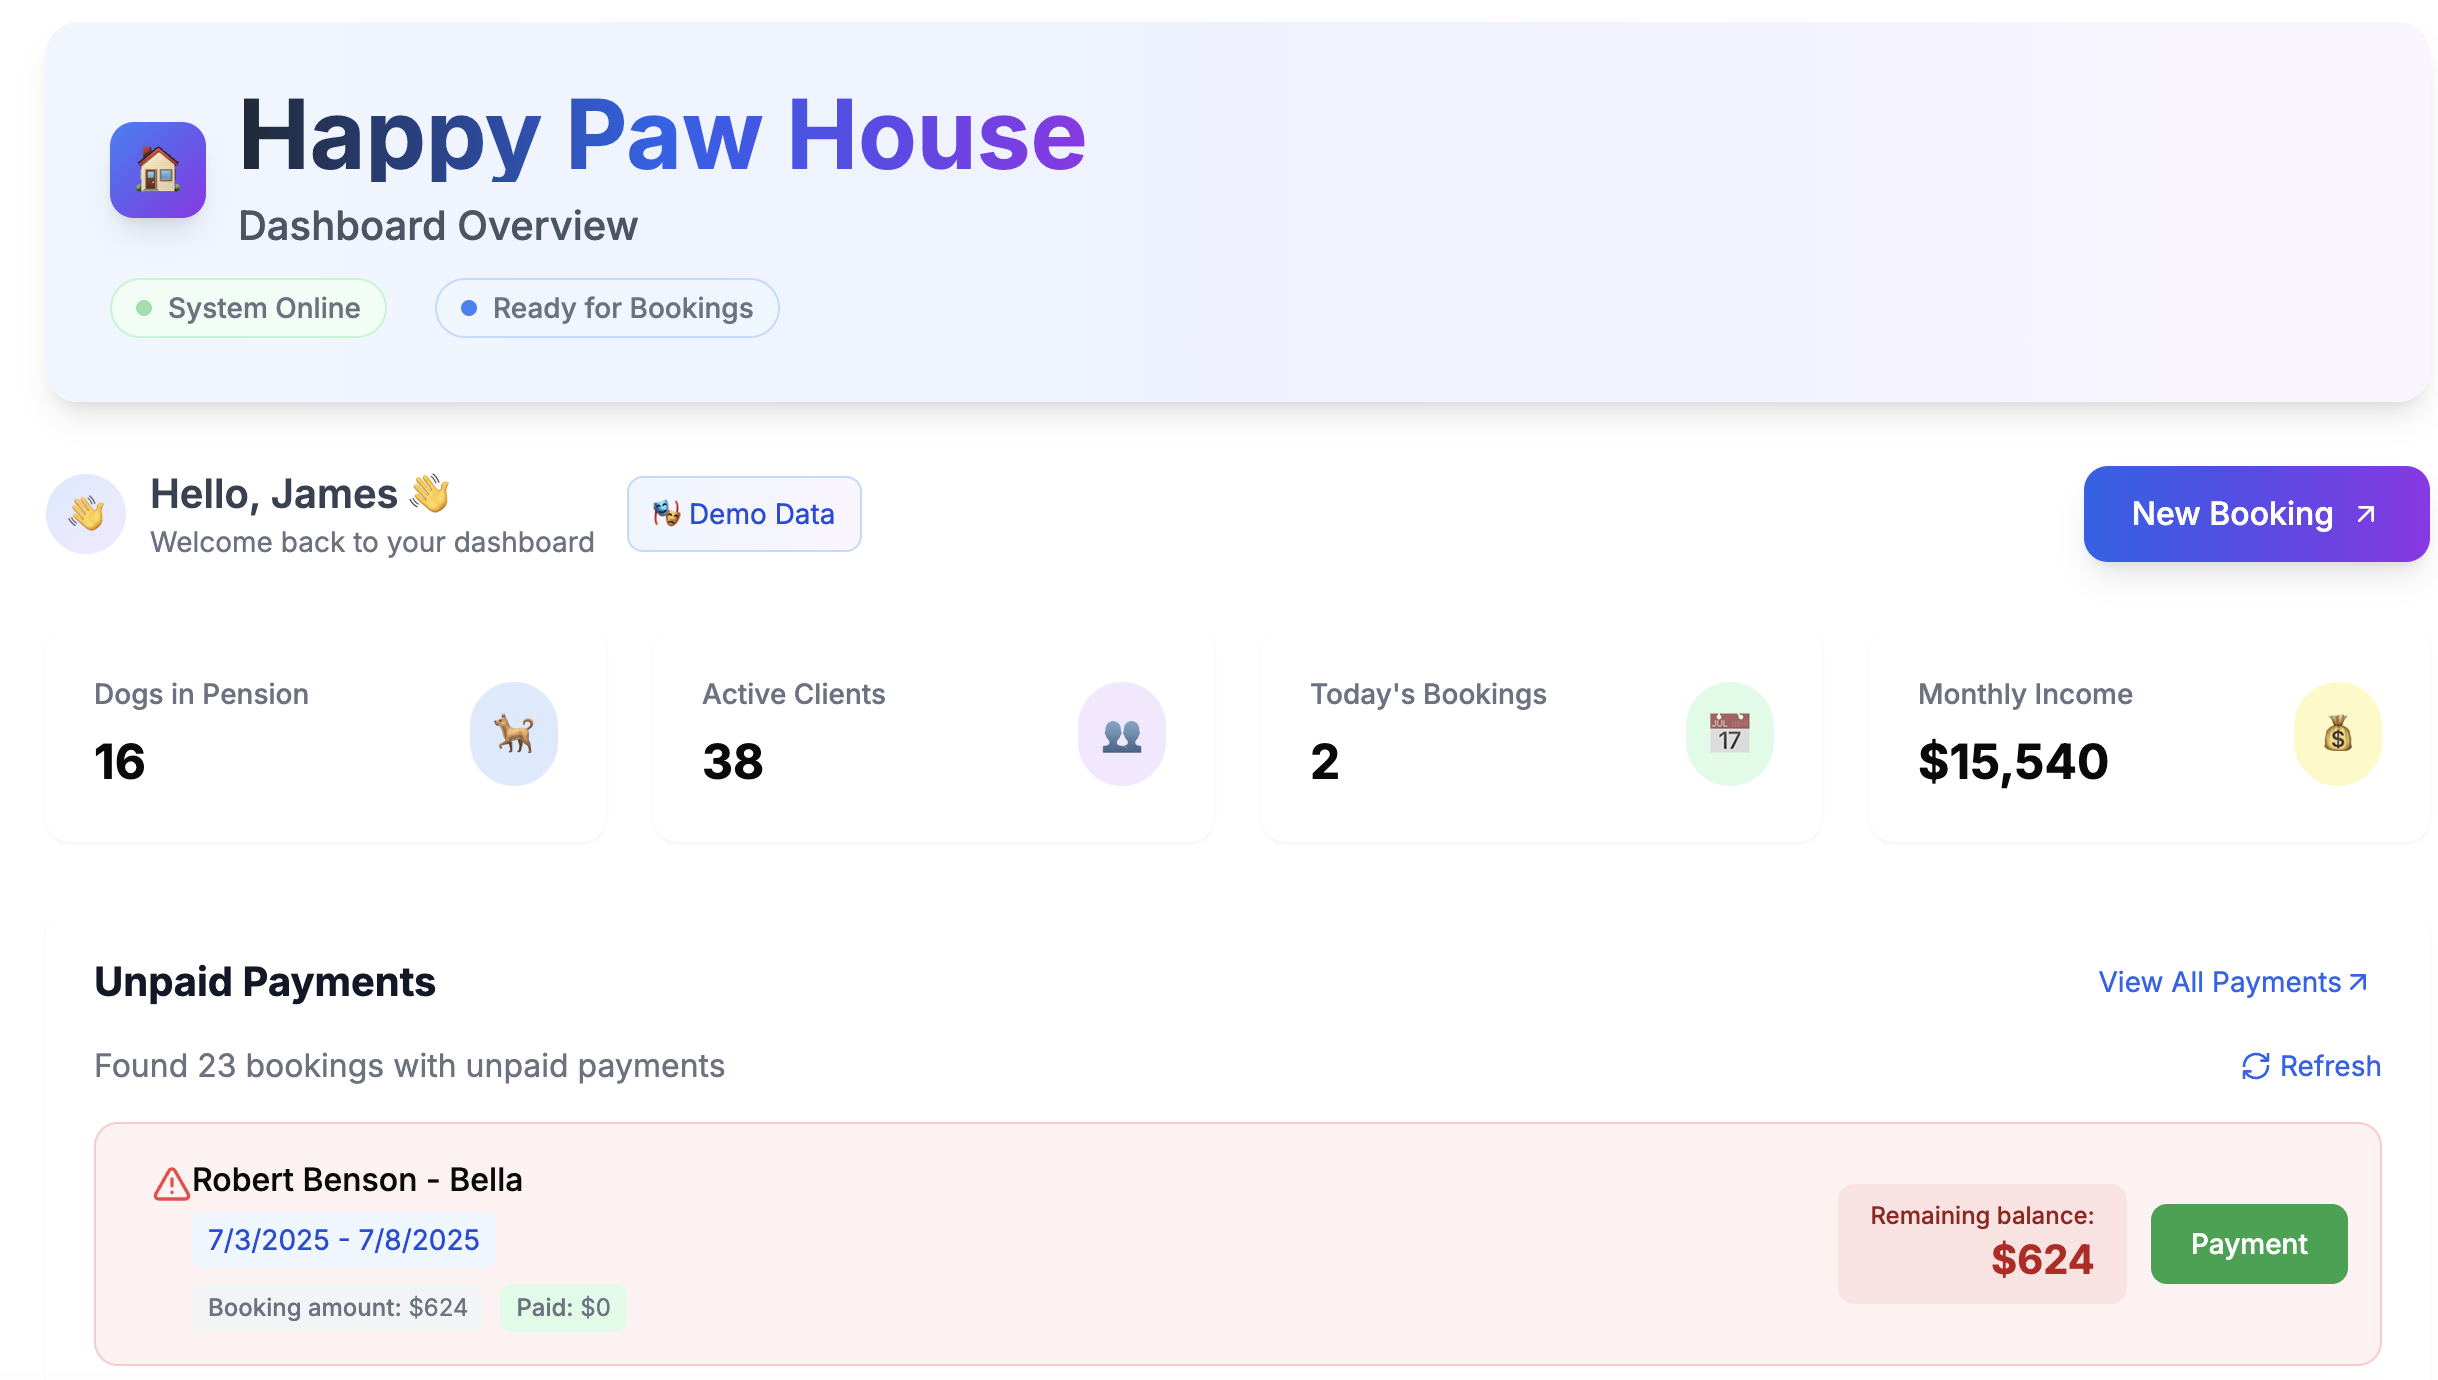 Happy Paw House
Dashboard Overview
System Online
Ready for Bookings
Hello, James 👋
Welcome back to your dashboard
🎭 Demo Data
New Booking
Dogs in Pension
16
Active Clients
38
Today's Bookings
2
JUL
17
Monthly Income
$15,540
Unpaid Payments
View All Payments
Found 23 bookings with unpaid payments
Refresh
Robert Benson - Bella
7/3/2025 - 7/8/2025
Booking amount: $624
Paid: $0
Remaining balance:
$624
Payment